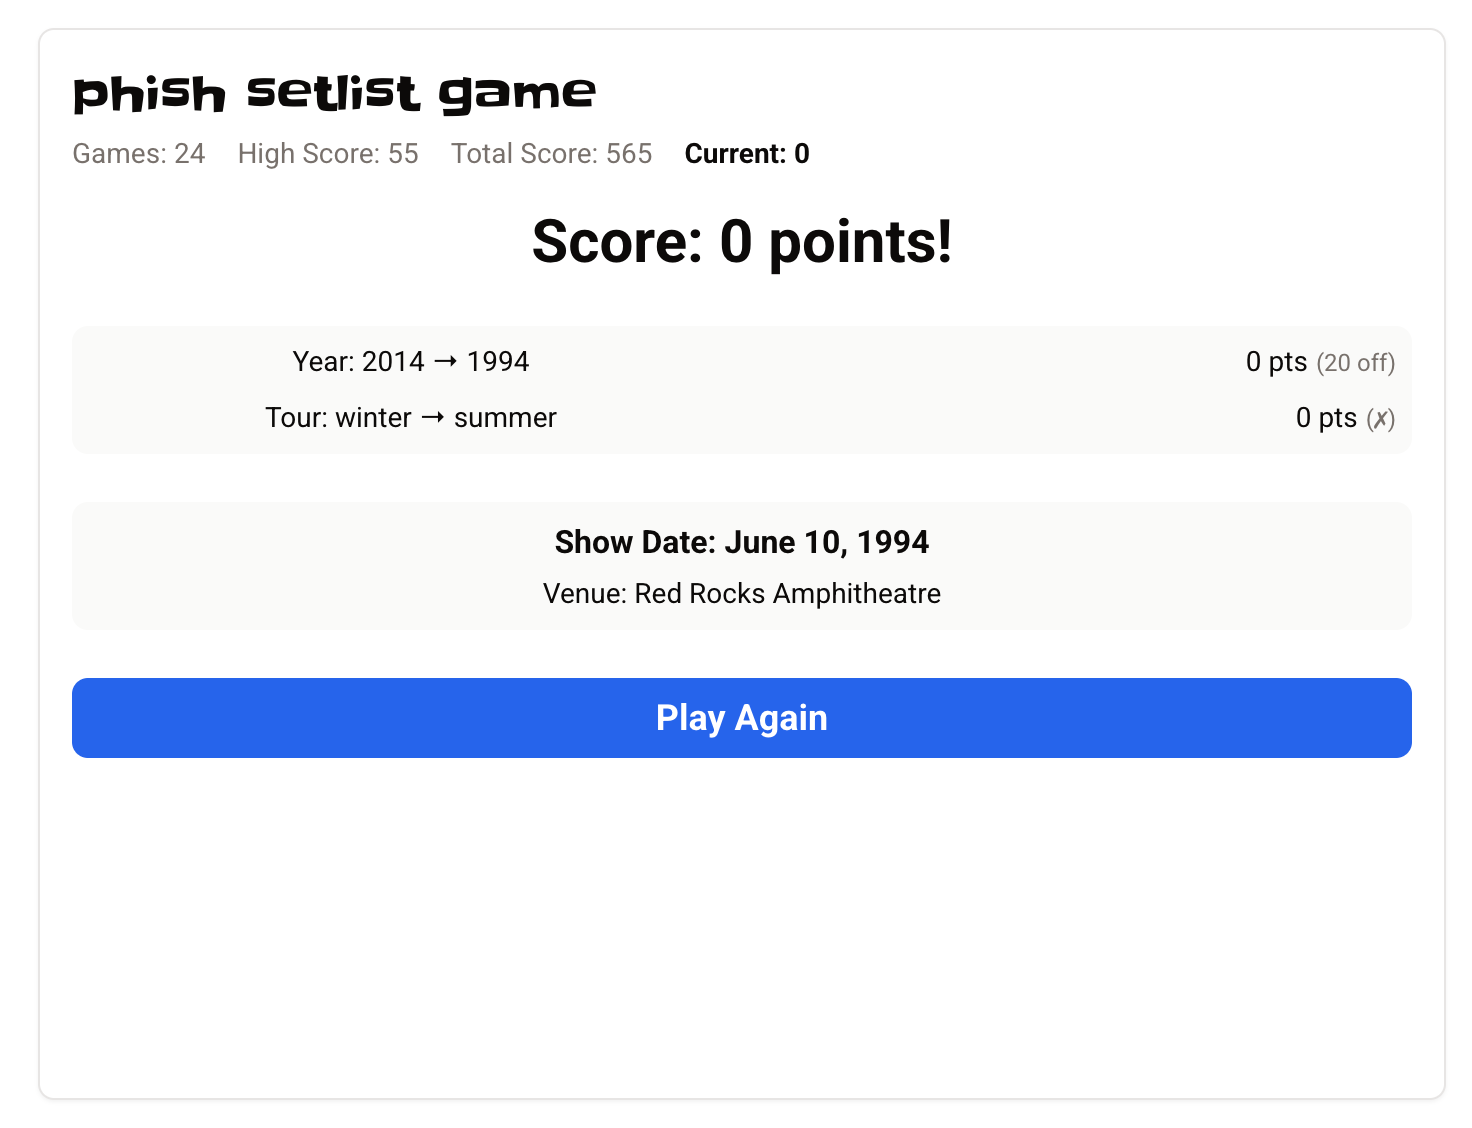 phish setlist game
Games: 24 High Score: 55 Total Score: 565 Current: 0
Score: 0 points!
Year: 2014 → 1994 0 pts (20 off)
Tour: winter → summer 0 pts (✗)
Show Date: June 10, 1994
Venue: Red Rocks Amphitheatre
Play Again